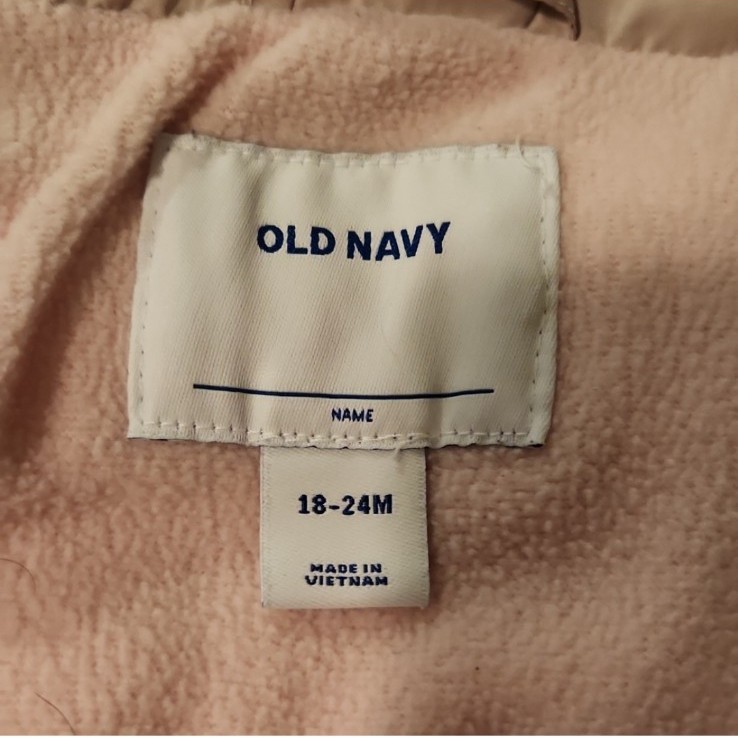 OLD NAVY
NAME
18-24M
MADE IN
VIETNAM